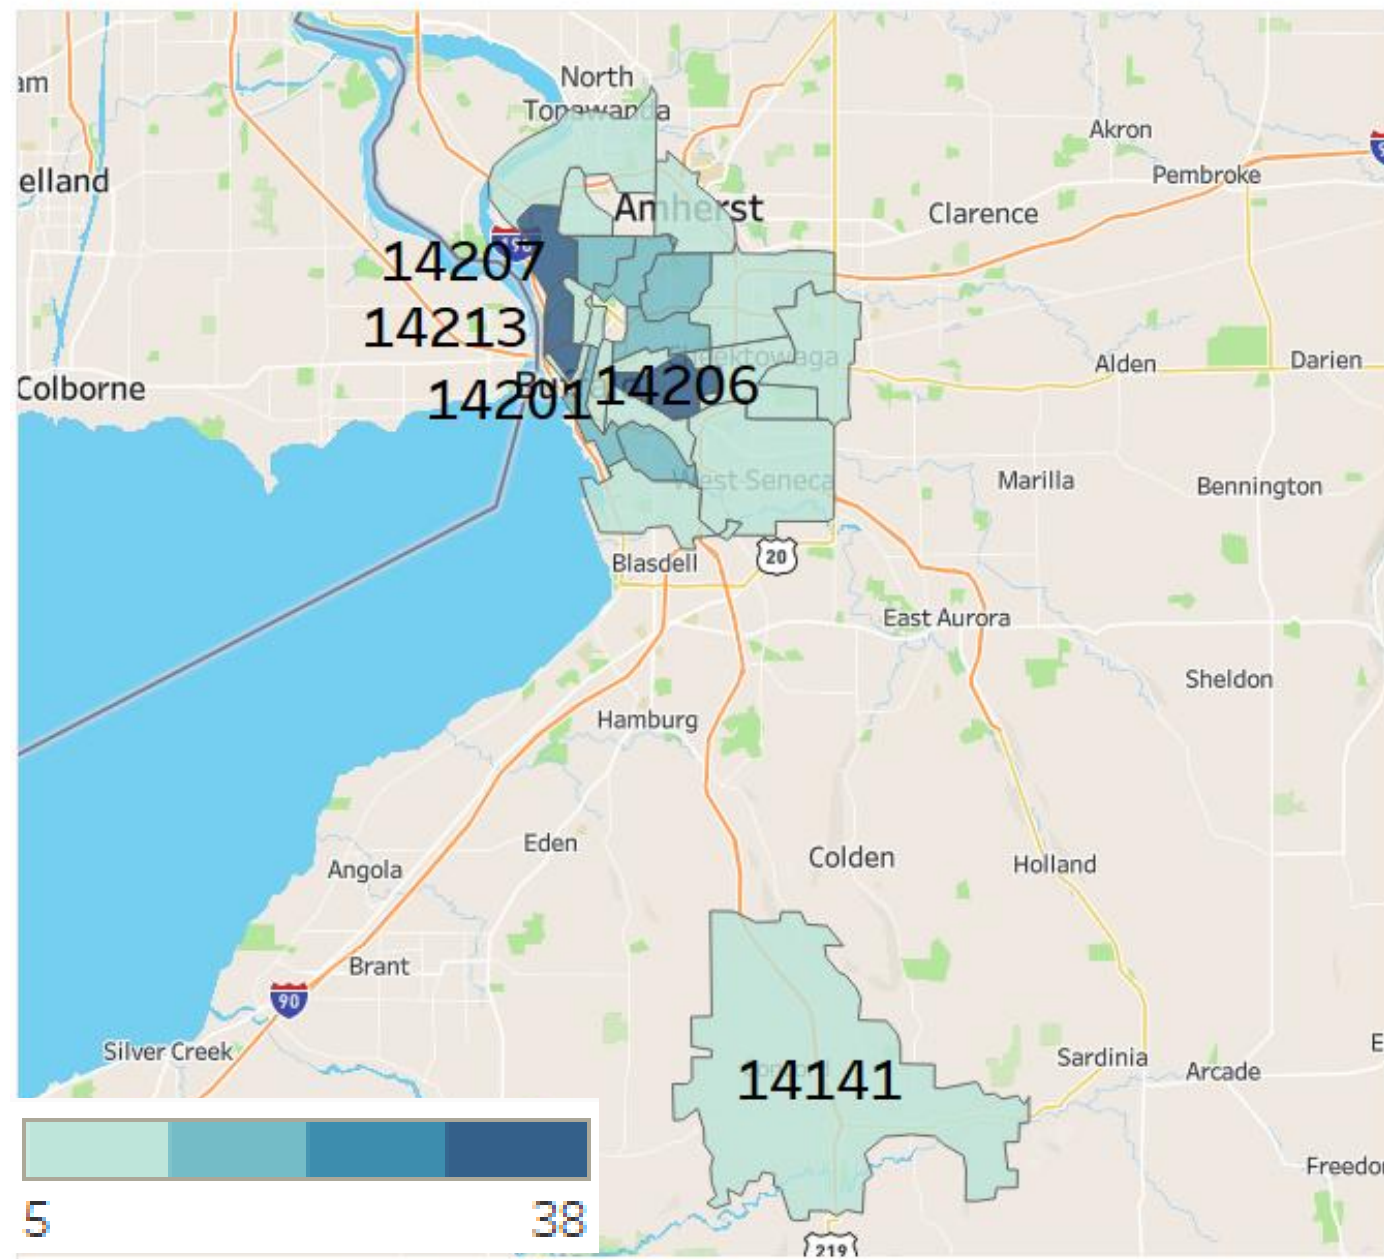 North
Tonawanda
am
Akron
elland
Pembroke
Amherst
Clarence
190
14207
14213
Cheektowaga
Alden
Darien
Colborne
14206
14201
West Seneca
Marilla
Bennington
Blasdell
20
East Aurora
Sheldon
Hamburg
Eden
Colden
Angola
Holland
Brant
90
Silver Creek
Sardinia
E
14141
Arcade
Freedo
5
38
219